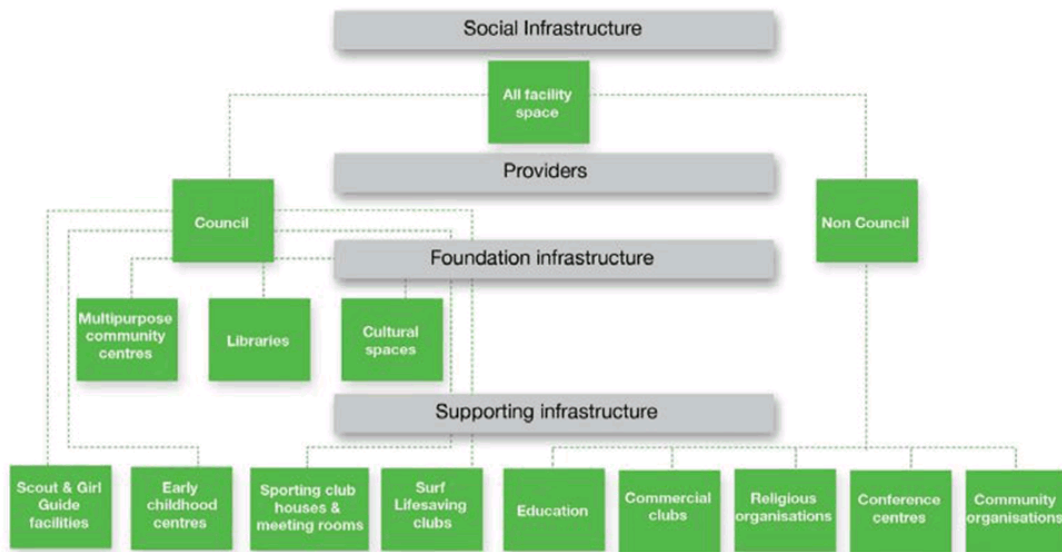 Social Infrastructure
All facility
space
Providers
Council
Non Council
Foundation infrastructure
Multipurpose
community
centres
Libraries
Cultural
spaces
Supporting infrastructure
Scout & Girl
Guide
facilities
Early
childhood
centres
Sporting club
houses &
meeting rooms
Surf
Lifesaving
clubs
Education
Commercial
clubs
Religious
organisations
Conference
centres
Community
organisations